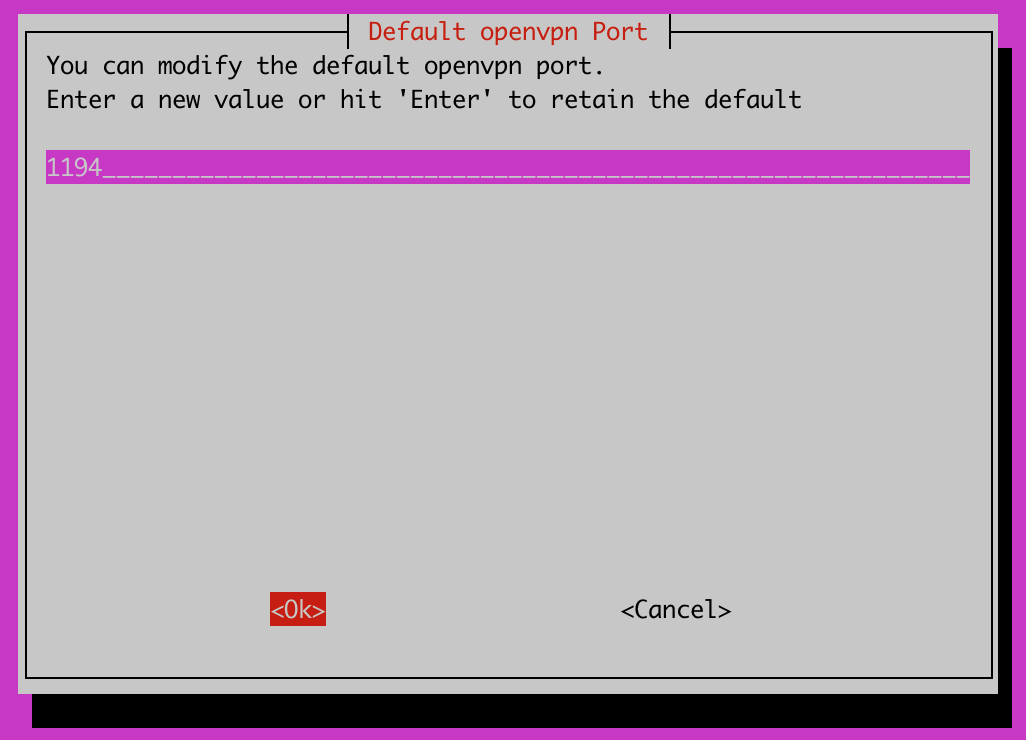 Default openvpn Port
You can modify the default openvpn port.
Enter a new value or hit 'Enter' to retain the default
1194______________________________________________________________
<Ok> <Cancel>